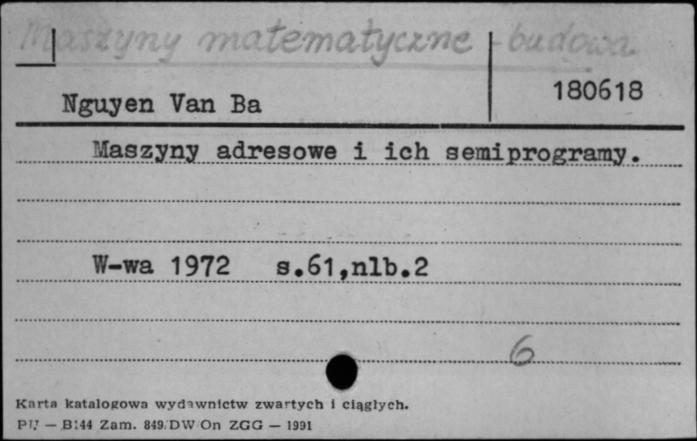 Maszyny matematyczne - budowa
Nguyen Van Ba
180618
Maszyny adresowe i ich semiprogramy.
W-wa 1972 s.61,nlb.2
6
Karta katalogowa wydawnictw zwartych i ciągłych.
PU — B144 Zam. 849/DW/On ZGG — 1991